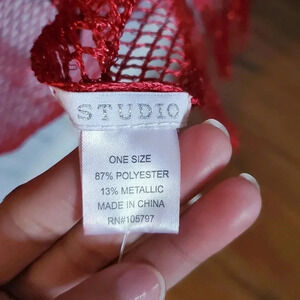 STUDIO
ONE SIZE
87% POLYESTER
13% METALLIC
MADE IN CHINA
RN#105797